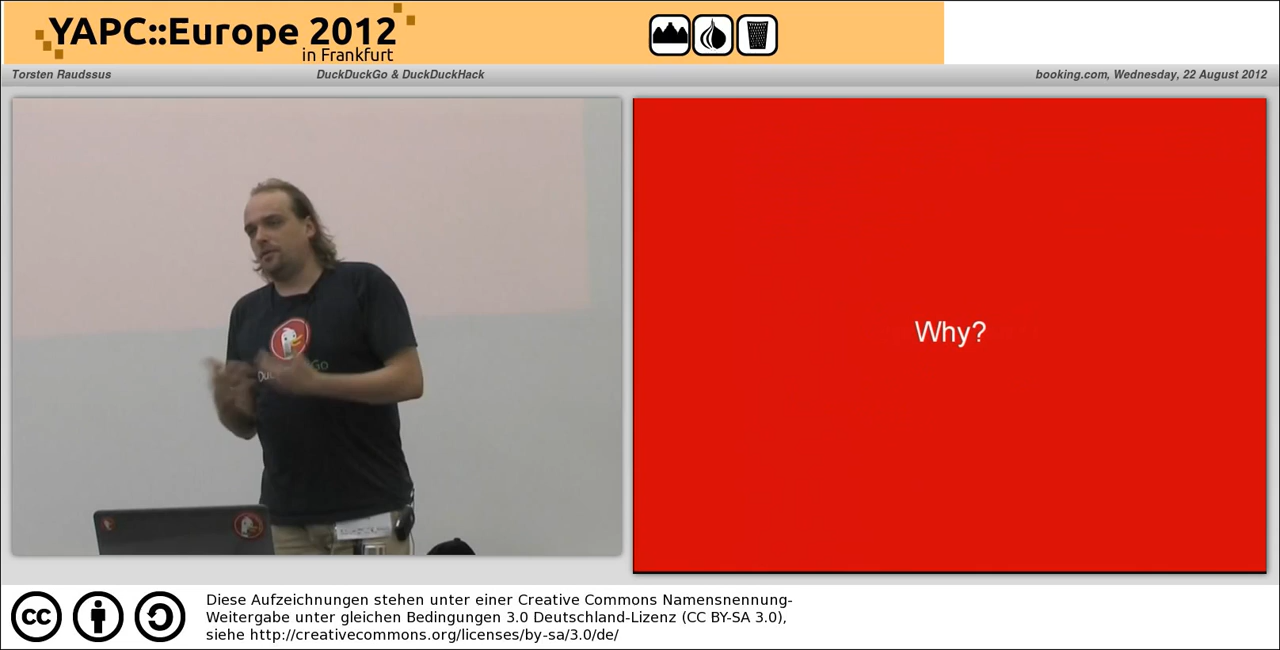 YAPC::Europe 2012
in Frankfurt
Torsten Raudssus DuckDuckGo & DuckDuckHack booking.com, Wednesday, 22 August 2012
Why?
Go
cc
Diese Aufzeichnungen stehen unter einer Creative Commons Namensnennung-
Weitergabe unter gleichen Bedingungen 3.0 Deutschland-Lizenz (CC BY-SA 3.0),
siehe http://creativecommons.org/licenses/by-sa/3.0/de/